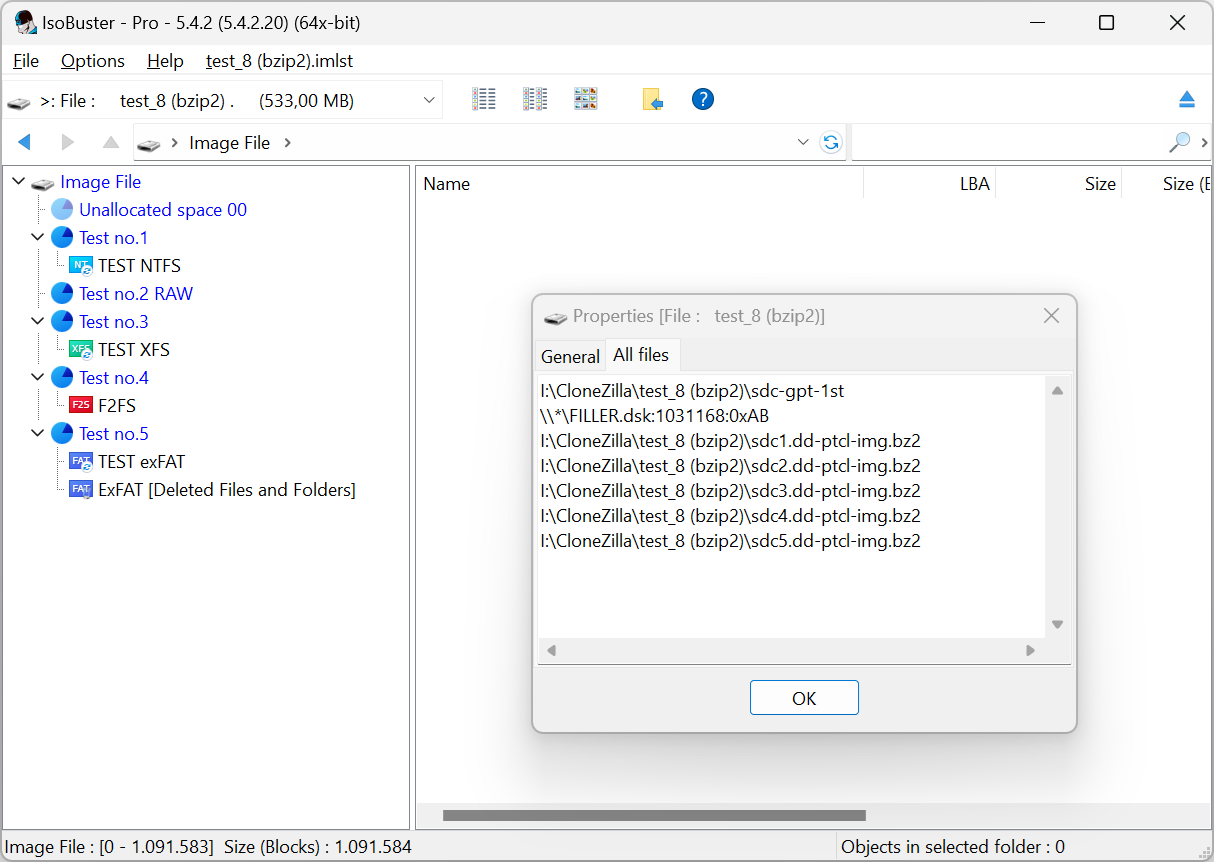 IsoBuster - Pro - 5.4.2 (5.4.2.20) (64x-bit)
File Options Help test_8 (bzip2).imlst
>: File : test_8 (bzip2) . (533,00 MB)
Image File
Image File
Unallocated space 00
Test no.1
NT TEST NTFS
Test no.2 RAW
Test no.3
XFS TEST XFS
Test no.4
F2S F2FS
Test no.5
FAT TEST exFAT
FAT ExFAT [Deleted Files and Folders]
Name LBA Size Size (B
Properties [File : test_8 (bzip2)]
General All files
I:\CloneZilla\test_8 (bzip2)\sdc-gpt-1st
\\*\FILLER.dsk:1031168:0xAB
I:\CloneZilla\test_8 (bzip2)\sdc1.dd-ptcl-img.bz2
I:\CloneZilla\test_8 (bzip2)\sdc2.dd-ptcl-img.bz2
I:\CloneZilla\test_8 (bzip2)\sdc3.dd-ptcl-img.bz2
I:\CloneZilla\test_8 (bzip2)\sdc4.dd-ptcl-img.bz2
I:\CloneZilla\test_8 (bzip2)\sdc5.dd-ptcl-img.bz2
OK
Image File : [0 - 1.091.583] Size (Blocks) : 1.091.584
Objects in selected folder : 0